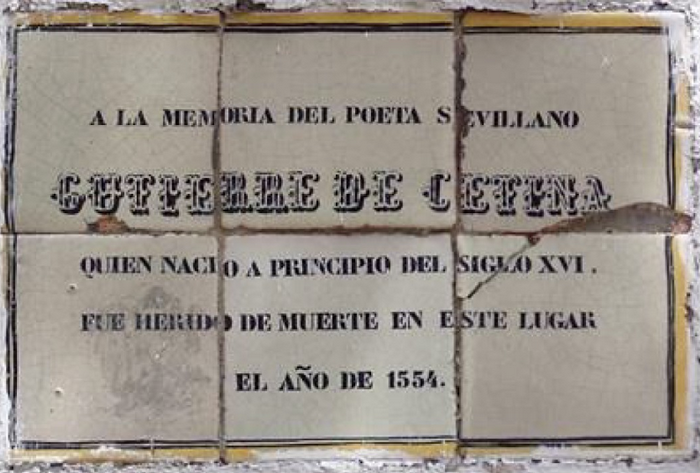 A LA MEMORIA DEL POETA SEVILLANO
GUTIERRE DE CETINA
QUIEN NACIO A PRINCIPIO DEL SIGLO XVI.
FUE HERIDO DE MUERTE EN ESTE LUGAR
EL AÑO DE 1554.